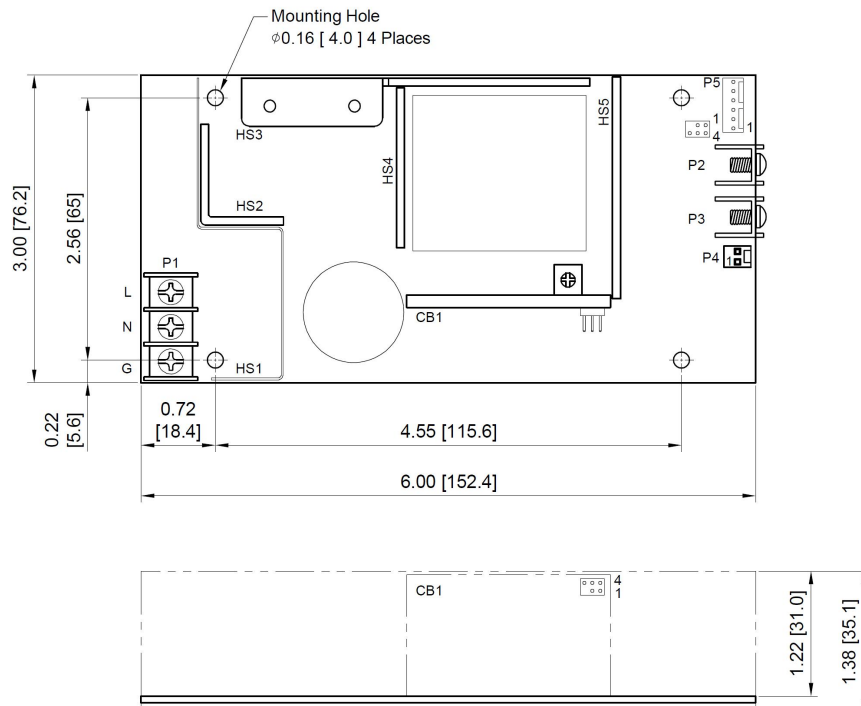 Mounting Hole
ϕ0.16 [ 4.0 ] 4 Places
P5
HS5
HS3
1
4
1
HS4
P2
3.00 [76.2]
2.56 [65]
HS2
P3
P1
P4
1
L
CB1
N
G
HS1
0.22
[5.6]
0.72
[18.4]
4.55 [115.6]
6.00 [152.4]
CB1
4
1
1.22 [31.0]
1.38 [35.1]